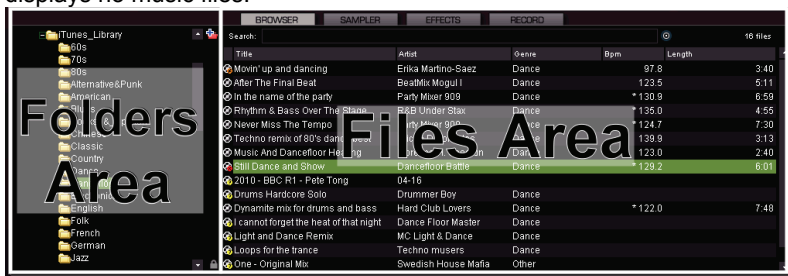 displays no music files.
BROWSER SAMPLER EFFECTS RECORD
Search: 16 files
iTunes_Library
60s
70s
80s
Alternative&Punk
American
Classic
Country
English
Folk
French
German
Jazz
Folders Area
Title Artist Genre Bpm Length
Movin' up and dancing Erika Martino-Saez Dance 97.8 3:40
After The Final Beat BeatMix Mogul I Dance 123.5 5:11
In the name of the party Party Mixer 909 Dance * 130.9 6:59
Rhythm & Bass Over The Stage R&B Under Stax Dance * 135.0 4:55
Never Miss The Tempo Party Mixer 909 Dance * 124.7 7:30
Techno remix of 80's dance best 139.9 3:13
Music And Dancefloor Dance 123.0 2:40
Still Dance and Show Dancefloor Battle Dance * 129.2 6:01
2010 - BBC R1 - Pete Tong 04-16
Drums Hardcore Solo Drummer Boy Dance
Dynamite mix for drums and bass Hard Club Lovers Dance * 122.0 7:48
I cannot forget the heat of that night Dance Floor Master Dance
Light and Dance Remix MC Light & Dance Dance
Loops for the trance Techno musers Dance
One - Original Mix Swedish House Mafia Other
Files Area